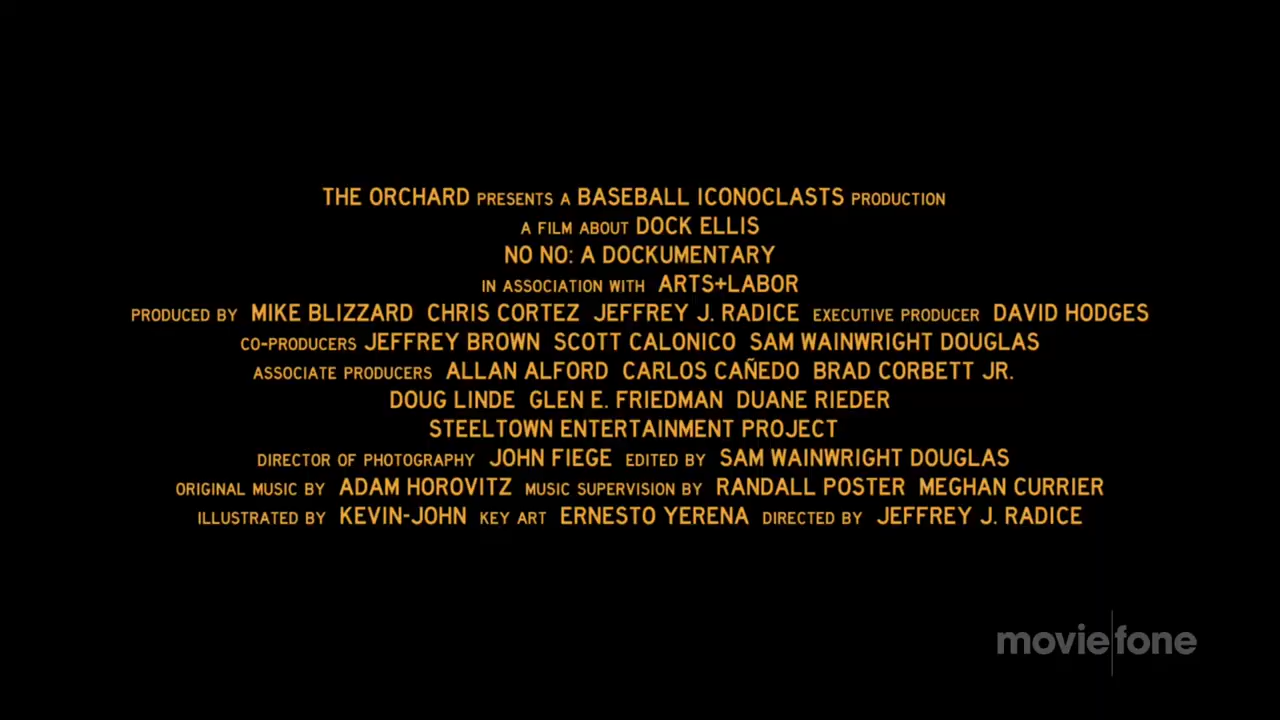 THE ORCHARD PRESENTS A BASEBALL ICONOCLASTS PRODUCTION
A FILM ABOUT DOCK ELLIS
NO NO: A DOCKUMENTARY
IN ASSOCIATION WITH ARTS+LABOR
PRODUCED BY MIKE BLIZZARD CHRIS CORTEZ JEFFREY J. RADICE EXECUTIVE PRODUCER DAVID HODGES
CO-PRODUCERS JEFFREY BROWN SCOTT CALONICO SAM WAINWRIGHT DOUGLAS
ASSOCIATE PRODUCERS ALLAN ALFORD CARLOS CAÑEDO BRAD CORBETT JR.
DOUG LINDE GLEN E. FRIEDMAN DUANE RIEDER
STEELTOWN ENTERTAINMENT PROJECT
DIRECTOR OF PHOTOGRAPHY JOHN FIEGE EDITED BY SAM WAINWRIGHT DOUGLAS
ORIGINAL MUSIC BY ADAM HOROVITZ MUSIC SUPERVISION BY RANDALL POSTER MEGHAN CURRIER
ILLUSTRATED BY KEVIN-JOHN KEY ART ERNESTO YERENA DIRECTED BY JEFFREY J. RADICE
moviefone